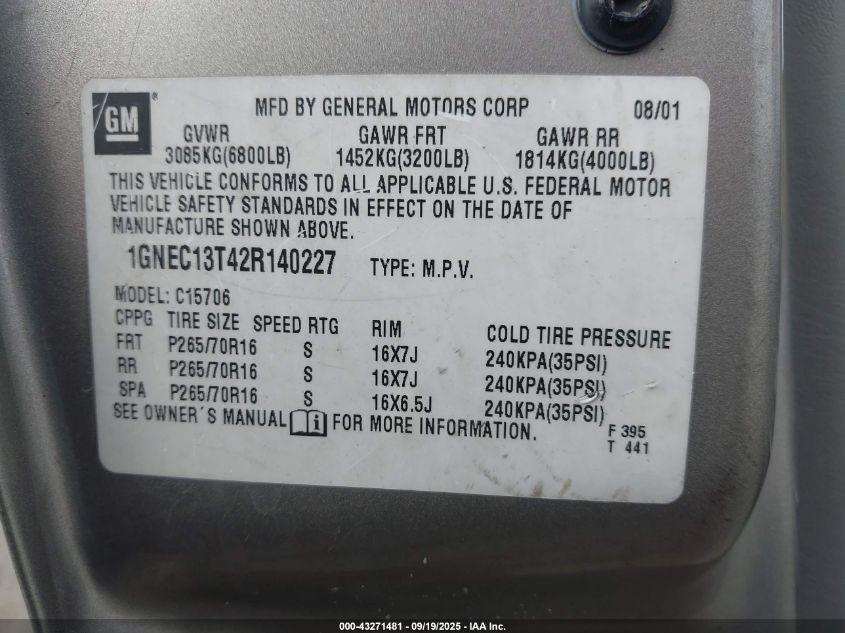 GM®
MFD BY GENERAL MOTORS CORP 08/01
GVWR GAWR FRT GAWR RR
3085KG(6800LB) 1452KG(3200LB) 1814KG(4000LB)
THIS VEHICLE CONFORMS TO ALL APPLICABLE U.S. FEDERAL MOTOR
VEHICLE SAFETY STANDARDS IN EFFECT ON THE DATE OF
MANUFACTURE SHOWN ABOVE.
1GNEC13T42R140227 TYPE: M.P.V.
MODEL: C15706
CPPG TIRE SIZE SPEED RTG RIM COLD TIRE PRESSURE
FRT P265/70R16 S 16X7J 240KPA(35PSI)
RR P265/70R16 S 16X7J 240KPA(35PSI)
SPA P265/70R16 S 16X6.5J 240KPA(35PSI)
SEE OWNER'S MANUAL i FOR MORE INFORMATION.
F 395
T 441
000-43271481 - 09/19/2025 - IAA Inc.